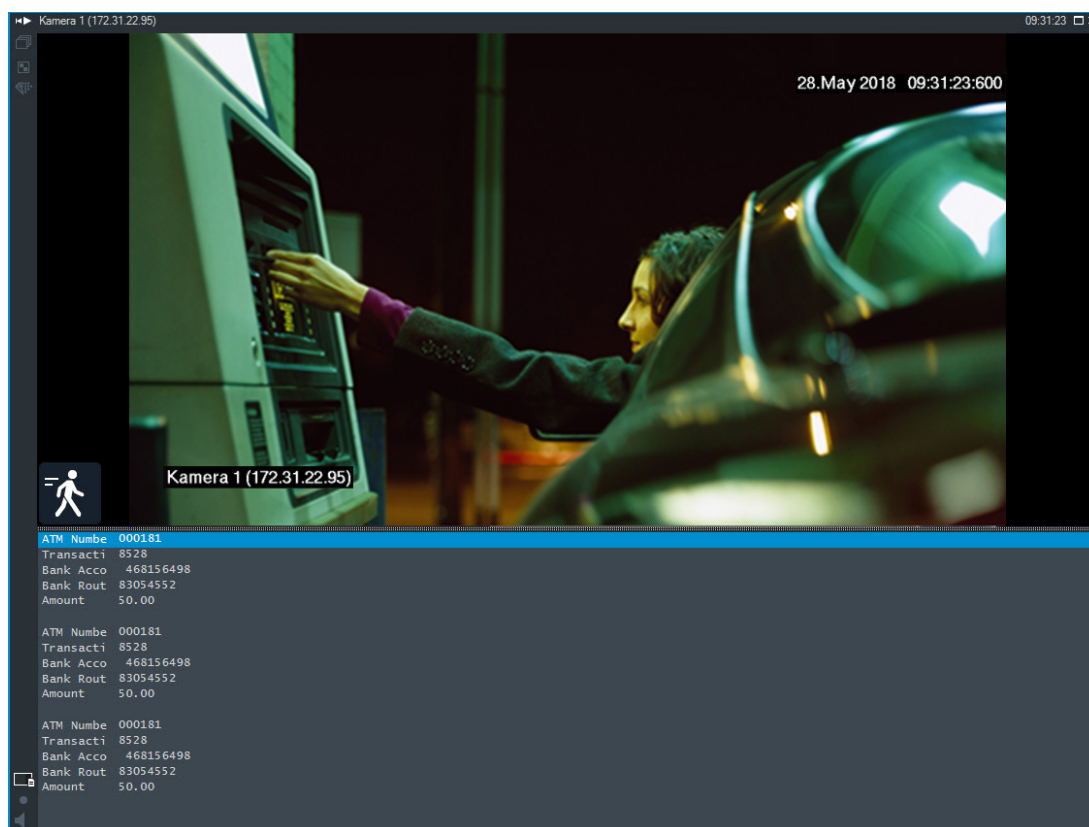 Kamera 1 (172.31.22.95)
09:31:23
28.May 2018 09:31:23:600
Kamera 1 (172.31.22.95)
ATM Numbe 000181
Transacti 8528
Bank Acco 468156498
Bank Rout 83054552
Amount 50.00
ATM Numbe 000181
Transacti 8528
Bank Acco 468156498
Bank Rout 83054552
Amount 50.00
ATM Numbe 000181
Transacti 8528
Bank Acco 468156498
Bank Rout 83054552
Amount 50.00